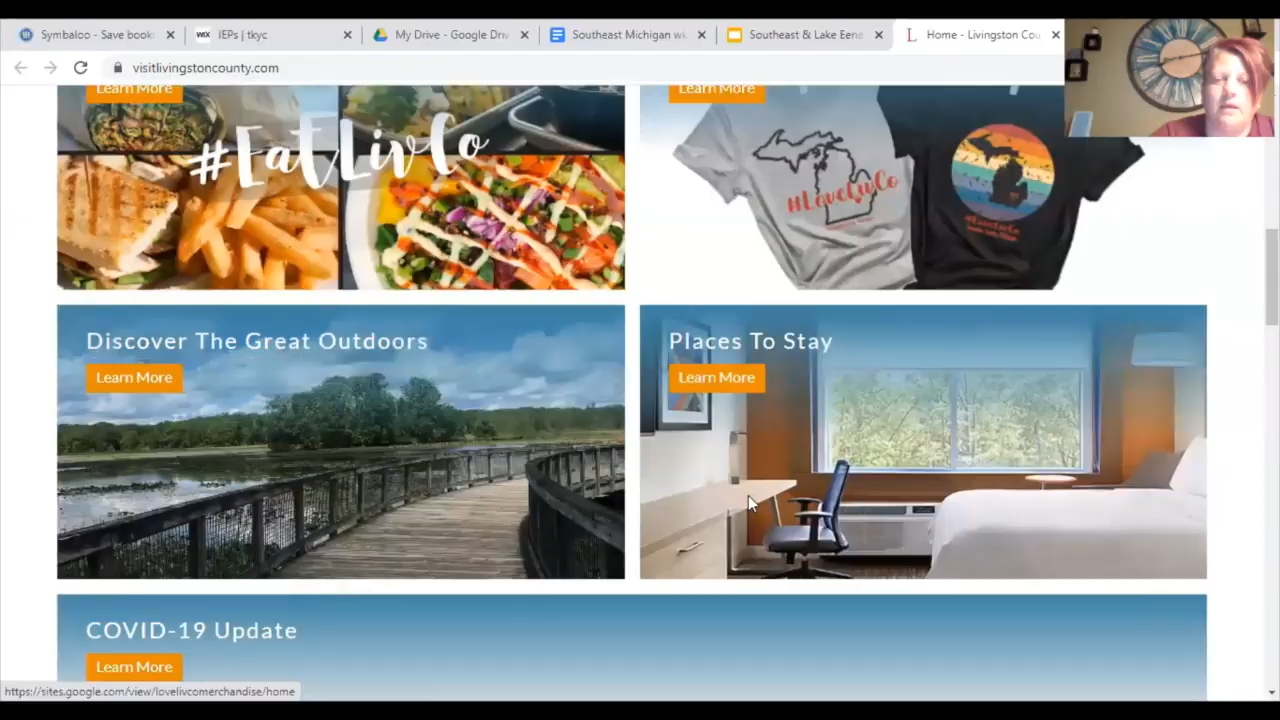 Symbaloo - Save book
IEPs | tkyc
My Drive - Google Driv
Southeast Michigan wi
Southeast & Lake Eerie
Home - Livingston Cou
visitlivingstoncounty.com
Learn More
Learn More
#EatLivCo
#LoveLivCo
Discover The Great Outdoors
Learn More
Places To Stay
Learn More
COVID-19 Update
Learn More
https://sites.google.com/view/lovelivcomerchandise/home